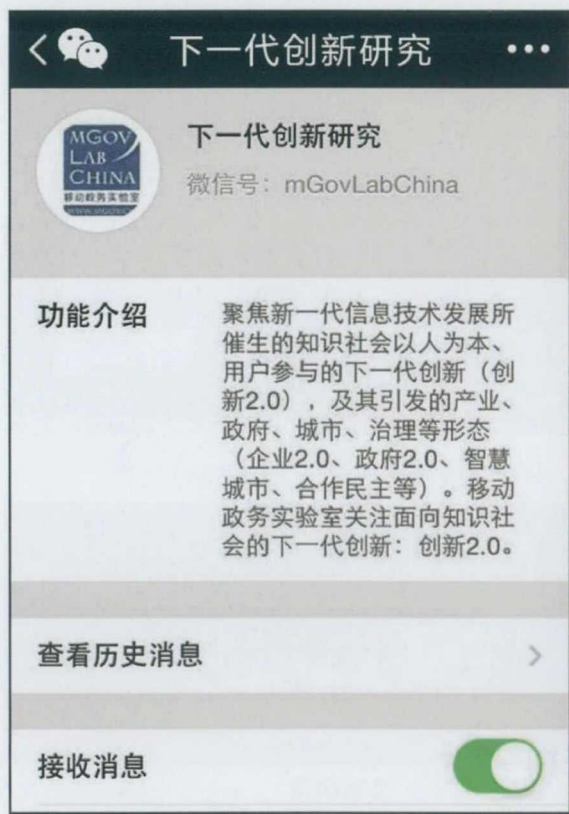 下一代创新研究
MGOV
LAB
CHINA
移动政务实验室
下一代创新研究
微信号：mGovLabChina
功能介绍
聚焦新一代信息技术发展所
催生的知识社会以人为本、
用户参与的下一代创新（创
新2.0），及其引发的产业、
政府、城市、治理等形态
（企业2.0、政府2.0、智慧
城市、合作民主等）。移动
政务实验室关注面向知识社
会的下一代创新：创新2.0。
查看历史消息
接收消息